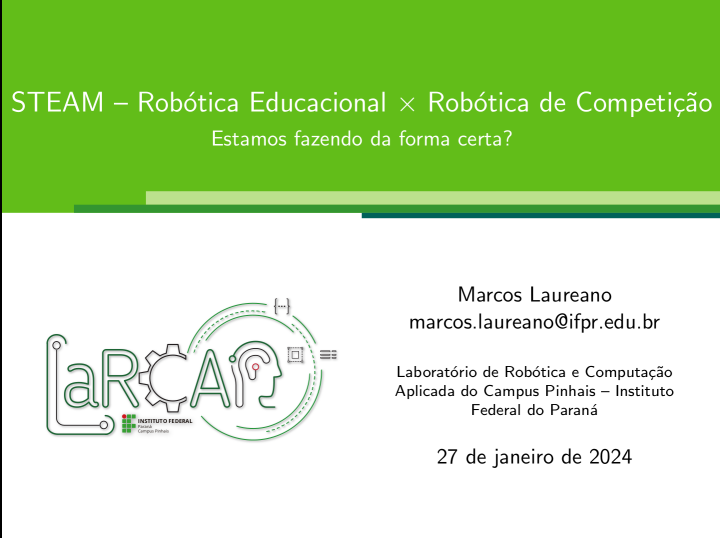 STEAM – Robótica Educacional × Robótica de Competição
Estamos fazendo da forma certa?
LaRCAP
{...}
INSTITUTO FEDERAL
Paraná
Campus Pinhais
Marcos Laureano
marcos.laureano@ifpr.edu.br
Laboratório de Robótica e Computação
Aplicada do Campus Pinhais – Instituto
Federal do Paraná
27 de janeiro de 2024